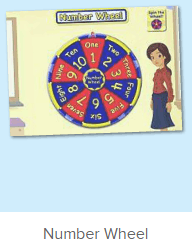 Number Wheel
Spin the
Wheel!
One
Two
Three
Four
Five
Six
Seven
Eight
Nine
Ten
1
2
3
4
5
6
7
8
9
10
Number
Wheel
Number Wheel